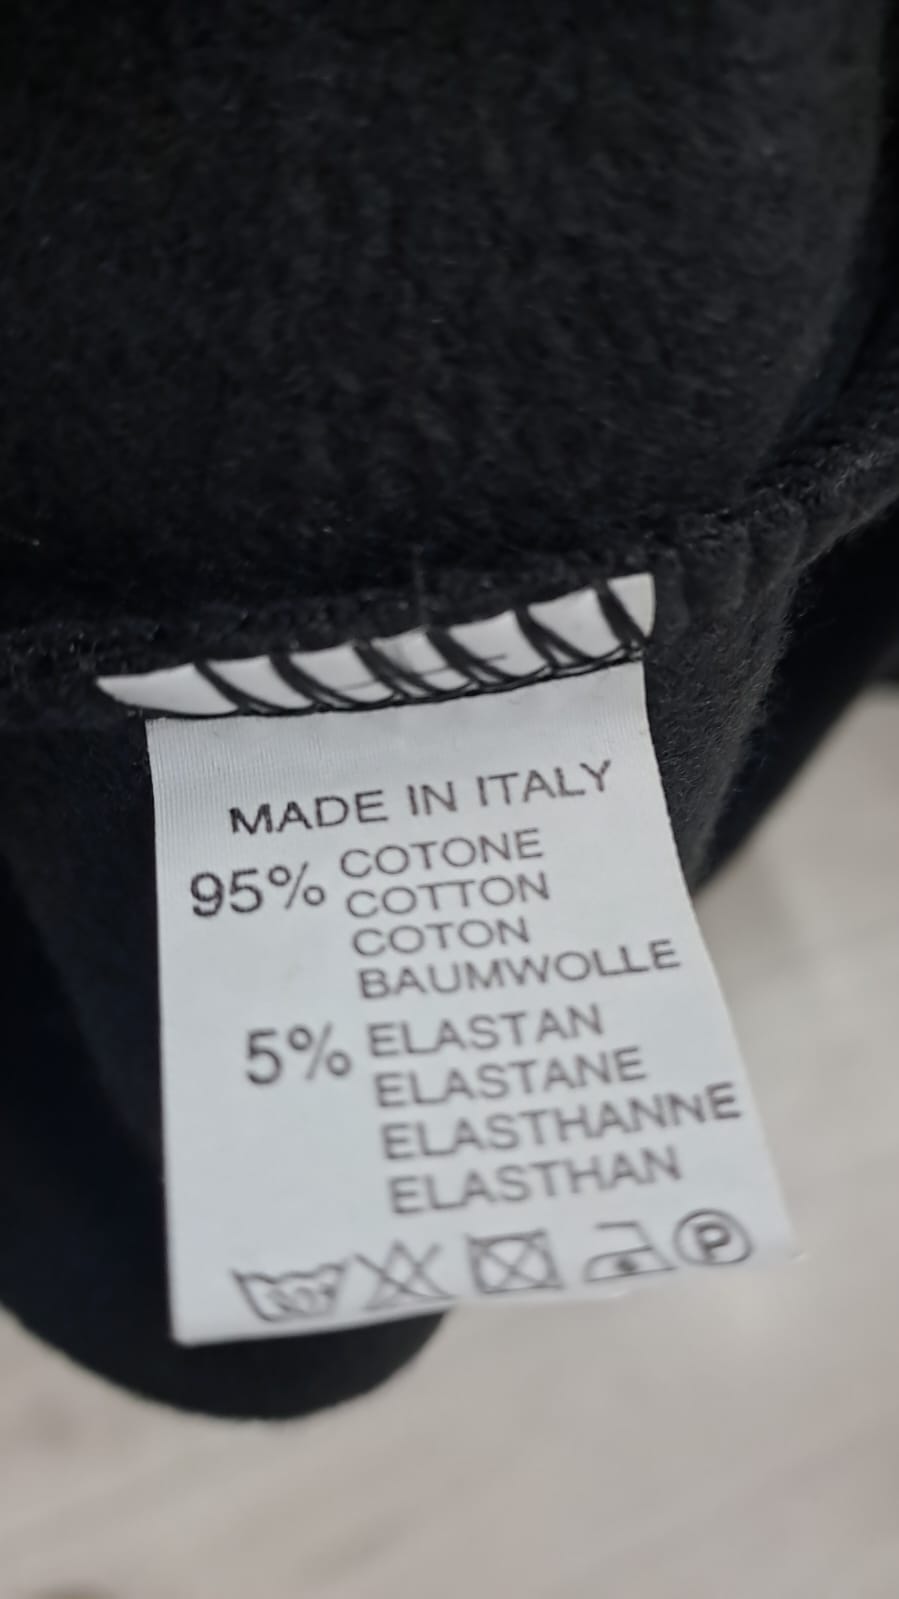 MADE IN ITALY
95% COTONE
COTTON
COTON
BAUMWOLLE
5% ELASTAN
ELASTANE
ELASTHANNE
ELASTHAN
P